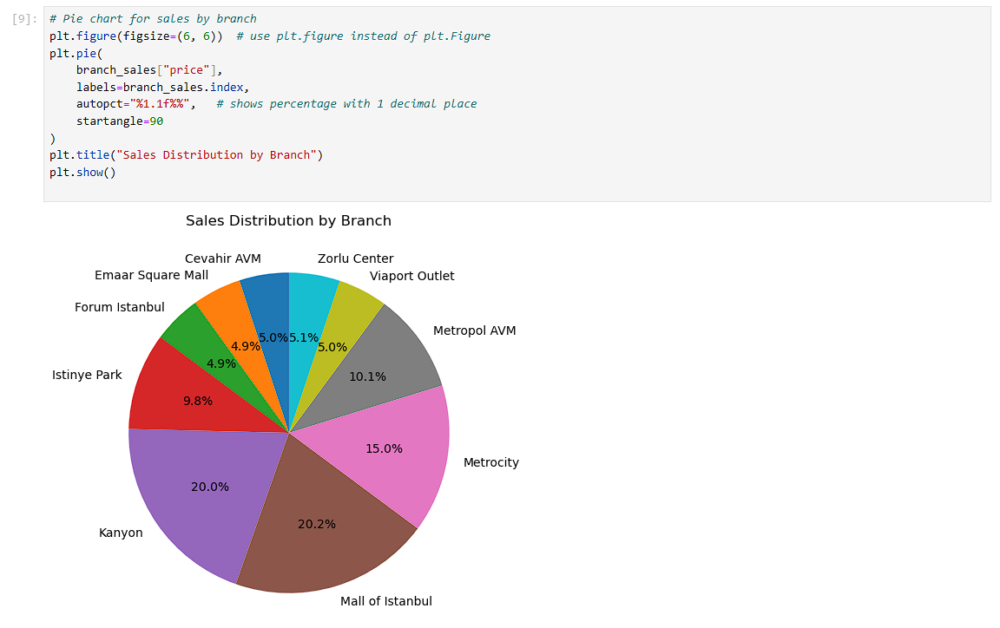 [9]:
# Pie chart for sales by branch
plt.figure(figsize=(6, 6))  # use plt.figure instead of plt.Figure
plt.pie(
    branch_sales["price"],
    labels=branch_sales.index,
    autopct="%1.1f%%",   # shows percentage with 1 decimal place
    startangle=90
)
plt.title("Sales Distribution by Branch")
plt.show()
Sales Distribution by Branch
Cevahir AVM
Zorlu Center
Emaar Square Mall
Viaport Outlet
Forum Istanbul
Metropol AVM
5.0%
5.1%
4.9%
5.0%
4.9%
Istinye Park
10.1%
9.8%
15.0%
Metrocity
20.0%
20.2%
Kanyon
Mall of Istanbul